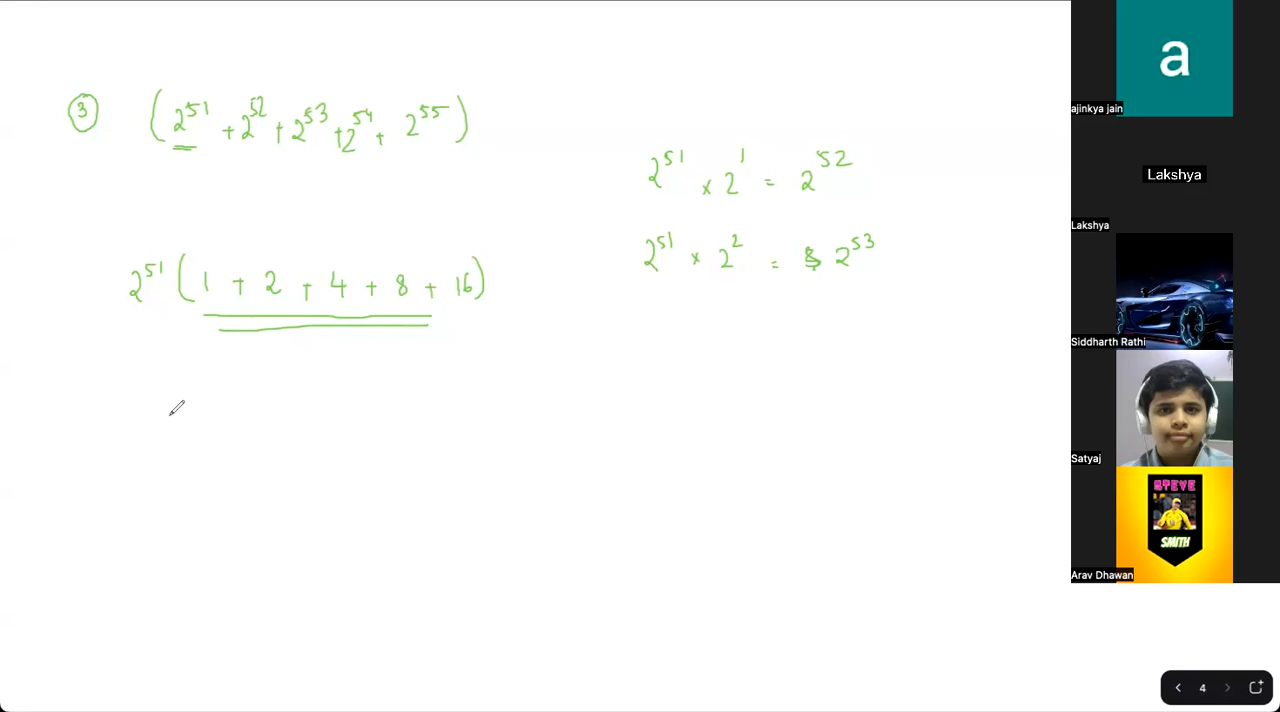 ③ (2^51 + 2^52 + 2^53 + 2^54 + 2^55)
2^51 × 2^1 = 2^52
2^51 × 2^2 = 2^53
2^51 (1 + 2 + 4 + 8 + 16)
a
ajinkya jain
Lakshya
Lakshya
Siddharth Rathi
Satyaj
STEVE
SMITH
Arav Dhawan
4